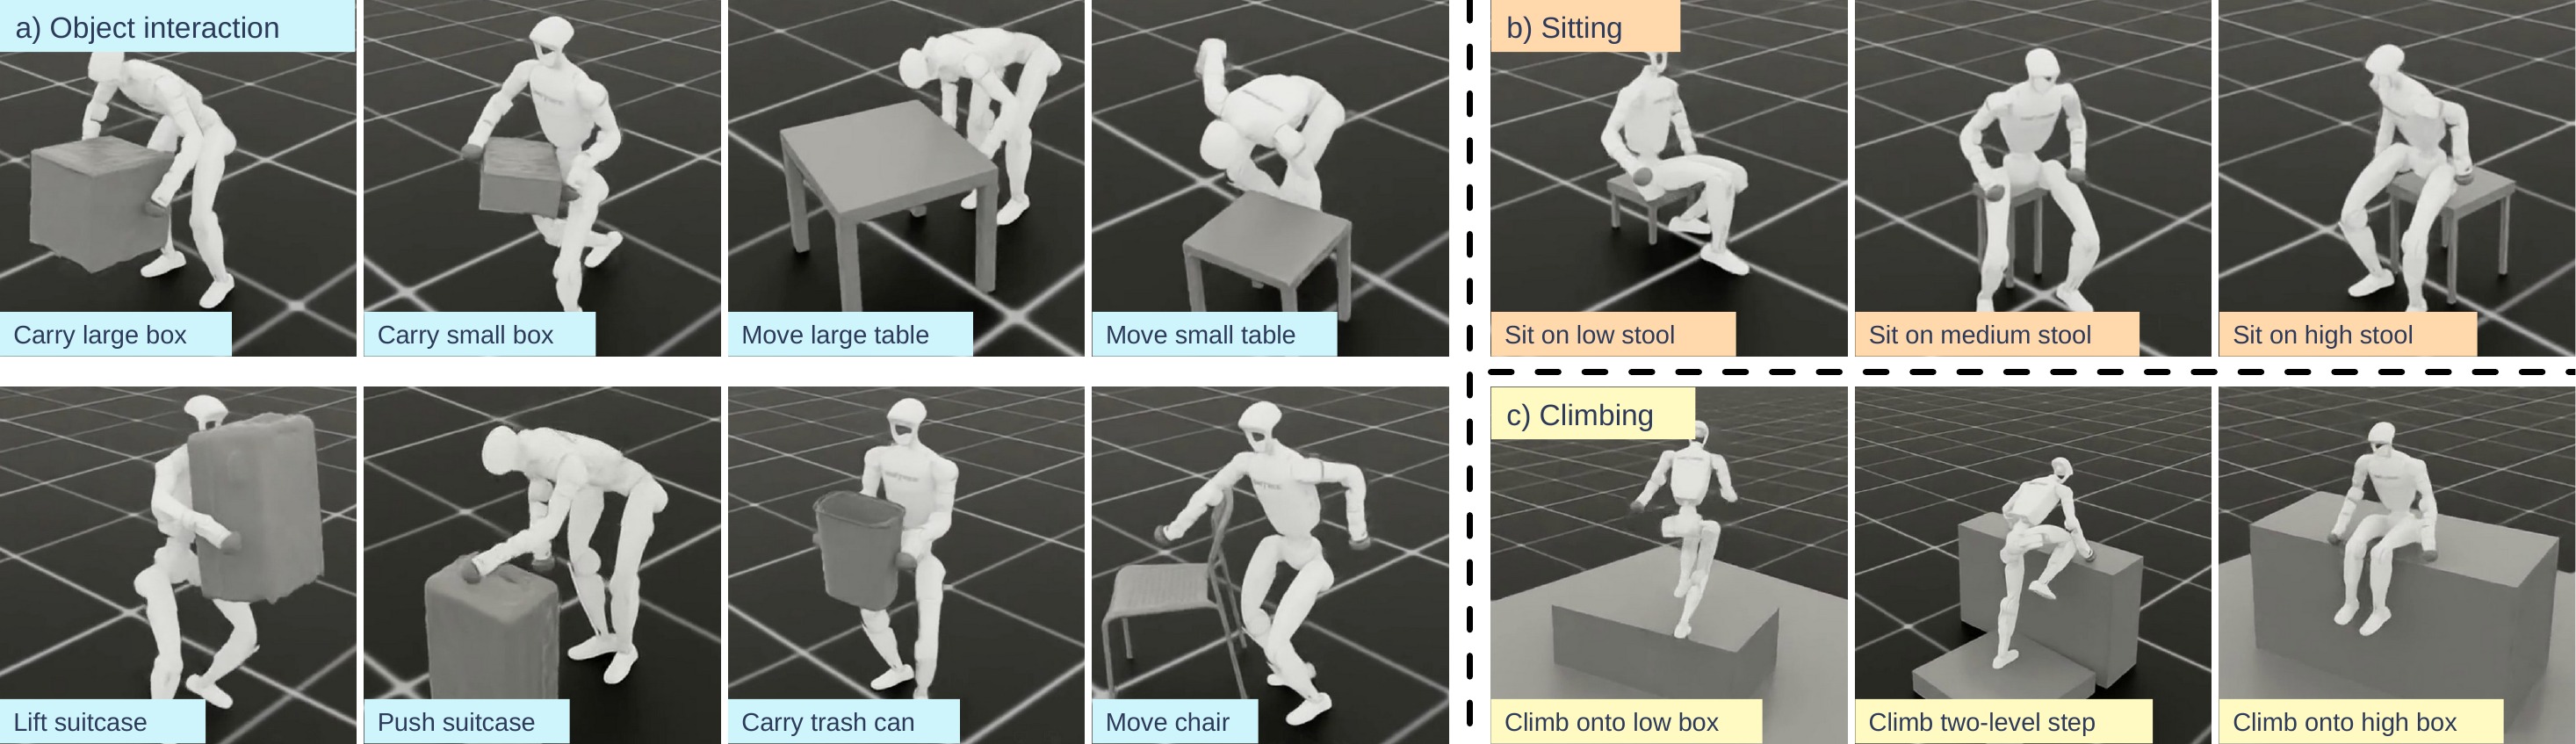 a) Object interaction
Carry large box
Carry small box
Move large table
Move small table
Lift suitcase
Push suitcase
Carry trash can
Move chair
b) Sitting
Sit on low stool
Sit on medium stool
Sit on high stool
c) Climbing
Climb onto low box
Climb two-level step
Climb onto high box